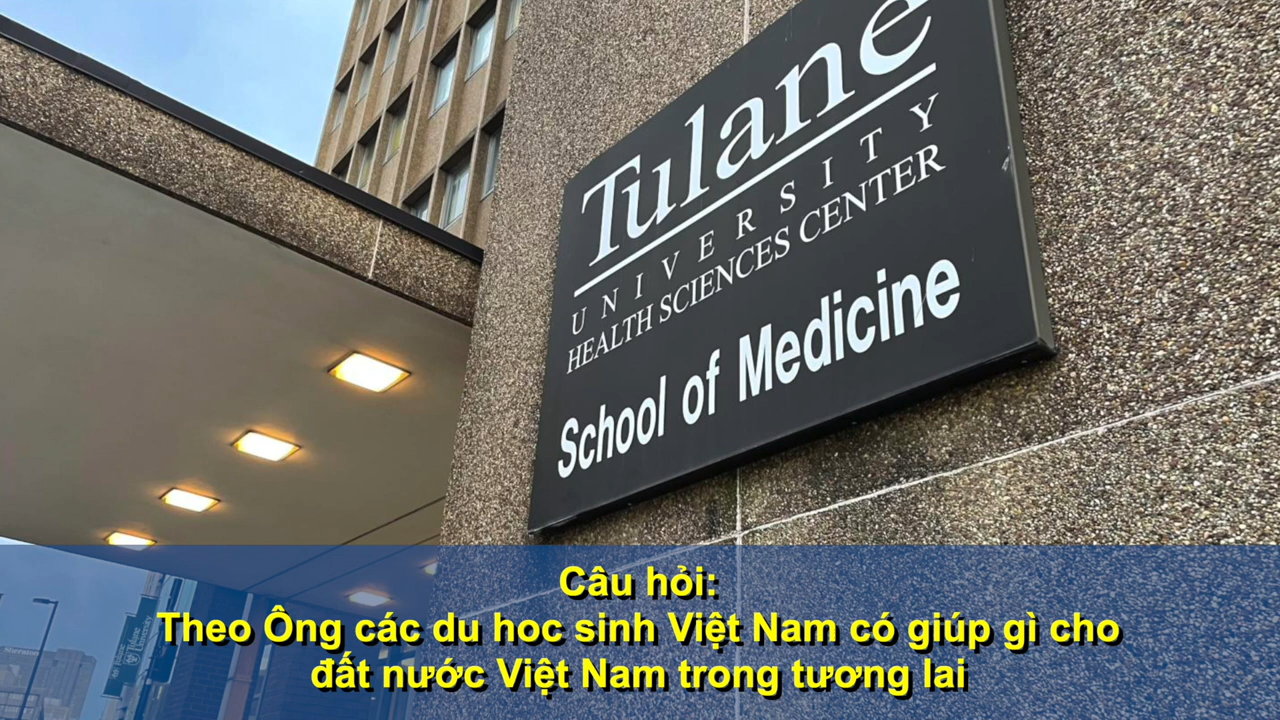 Tulane
UNIVERSITY
HEALTH SCIENCES CENTER
School of Medicine
Câu hỏi:
Theo Ông các du hoc sinh Việt Nam có giúp gì cho
đất nước Việt Nam trong tương lai